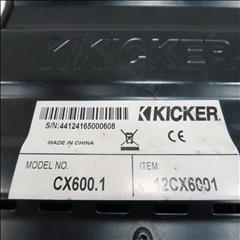 KICKER
S/N:44124165000608
MADE IN CHINA
KICKER
CE
MODEL NO.
ITEM:
CX600.1
12CX6001